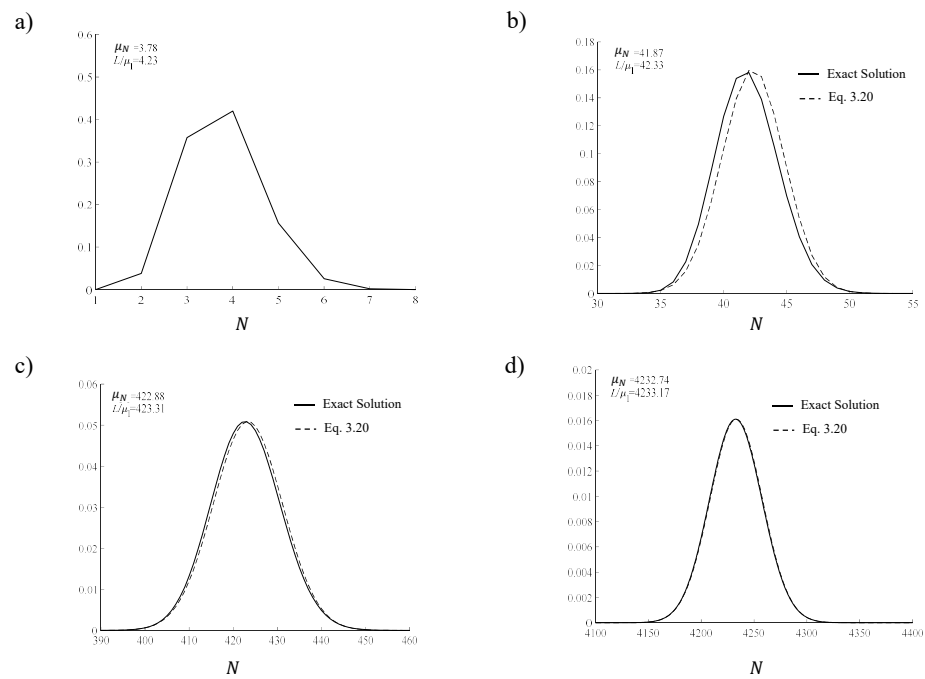 a)
0.6
μN =3.78
L/μl=4.23
0.5
0.4
0.3
0.2
0.1
0
1 2 3 4 5 6 7 8
N
b)
0.18
μN =41.87
L/μl=42.33
0.16
Exact Solution
0.14
Eq. 3.20
0.12
0.10
0.08
0.06
0.04
0.02
0
30 35 40 45 50 55
N
c)
0.06
μN =422.88
L/μl=423.31
0.05
Exact Solution
Eq. 3.20
0.04
0.03
0.02
0.01
0
390 400 410 420 430 440 450 460
N
d)
0.02
μN =4232.74
L/μl=4233.17
0.018
0.016
Exact Solution
0.014
Eq. 3.20
0.012
0.01
0.008
0.006
0.004
0.002
0
4100 4150 4200 4250 4300 4350 4400
N